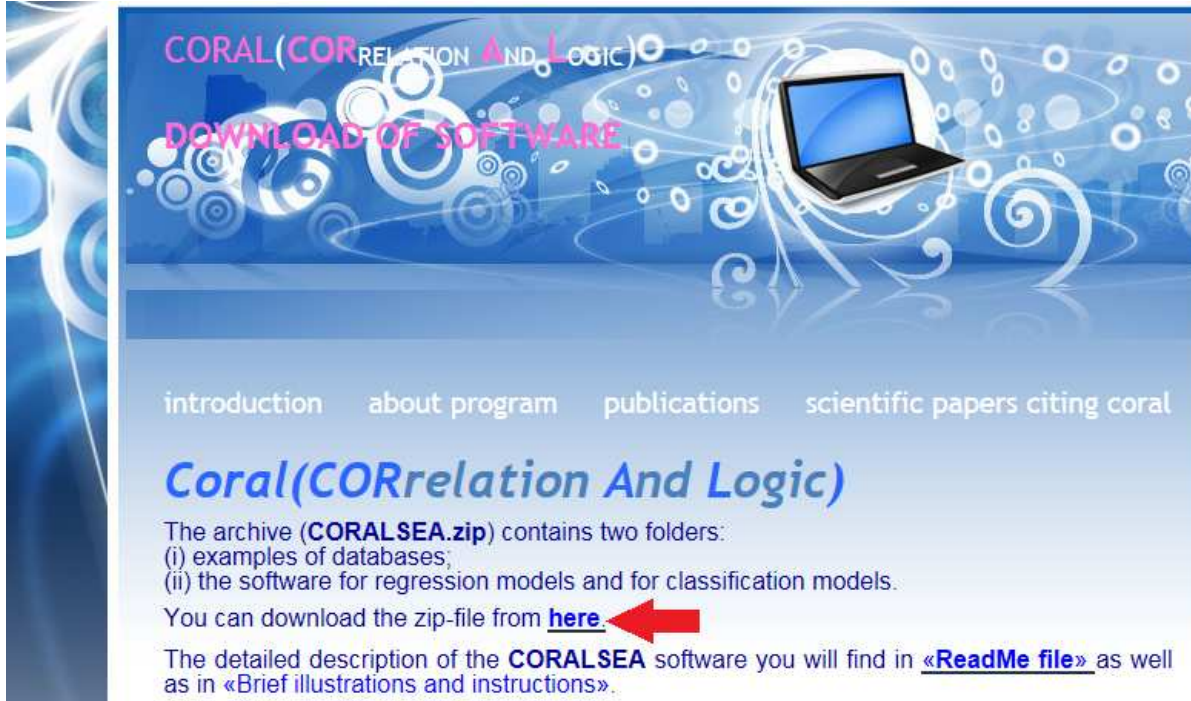 CORAL(CORRELATION AND LOGIC)
DOWNLOAD OF SOFTWARE
introduction about program publications scientific papers citing coral
Coral(CORrelation And Logic)
The archive (CORALSEA.zip) contains two folders:
(i) examples of databases;
(ii) the software for regression models and for classification models.
You can download the zip-file from here.
The detailed description of the CORALSEA software you will find in «ReadMe file» as well
as in «Brief illustrations and instructions».